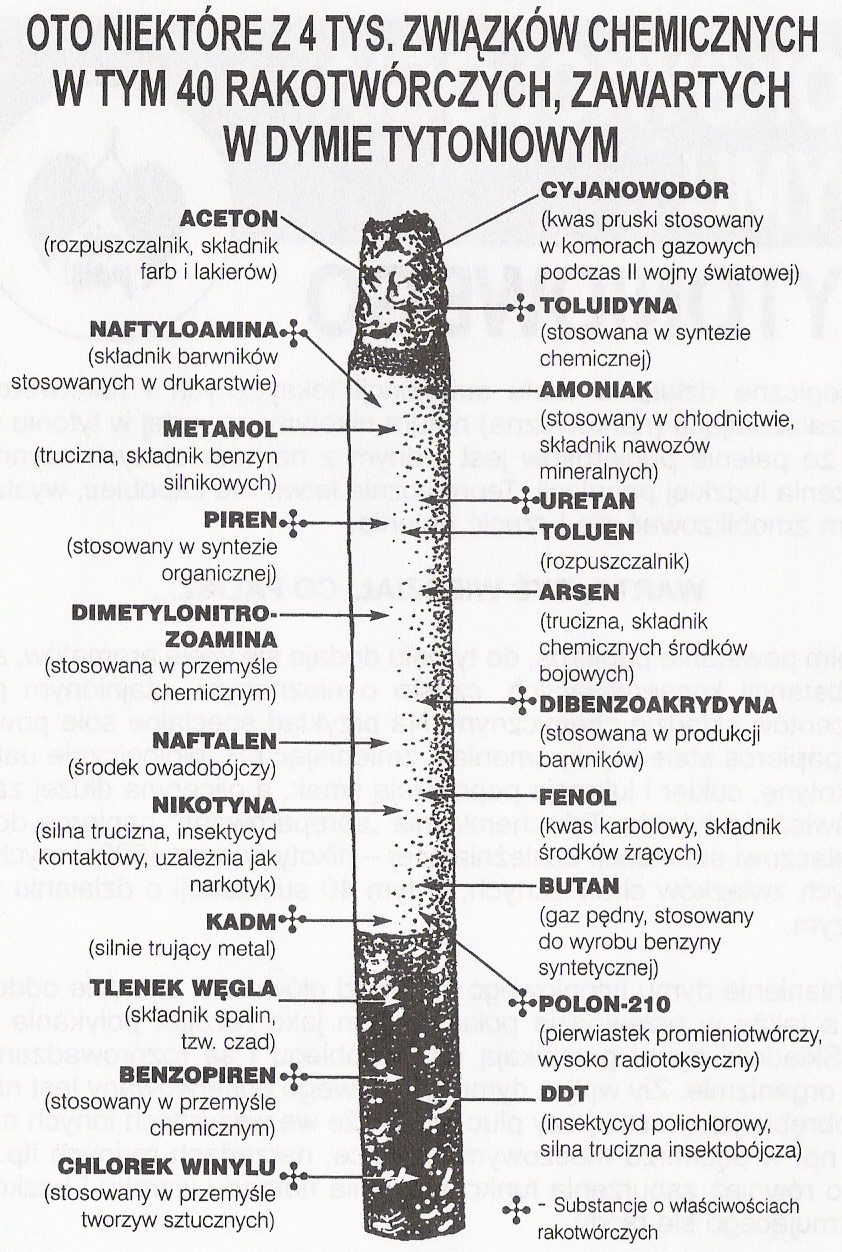 OTO NIEKTÓRE Z 4 TYS. ZWIĄZKÓW CHEMICZNYCH
W TYM 40 RAKOTWÓRCZYCH, ZAWARTYCH
W DYMIE TYTONIOWYM
ACETON
(rozpuszczalnik, składnik
farb i lakierów)
NAFTYLOAMINA
(składnik barwników
stosowanych w drukarstwie)
METANOL
(trucizna, składnik benzyn
silnikowych)
PIREN
(stosowany w syntezie
organicznej)
DIMETYLONITRO-
ZOAMINA
(stosowana w przemyśle
chemicznym)
NAFTALEN
(środek owadobójczy)
NIKOTYNA
(silna trucizna, insektycyd
kontaktowy, uzależnia jak
narkotyk)
KADM
(silnie trujący metal)
TLENEK WĘGLA
(składnik spalin,
tzw. czad)
BENZOPIREN
(stosowany w przemyśle
chemicznym)
CHLOREK WINYLU
(stosowany w przemyśle
tworzyw sztucznych)
CYJANOWODÓR
(kwas pruski stosowany
w komorach gazowych
podczas II wojny światowej)
TOLUIDYNA
(stosowana w syntezie
chemicznej)
AMONIAK
(stosowany w chłodnictwie,
składnik nawozów
mineralnych)
URETAN
TOLUEN
(rozpuszczalnik)
ARSEN
(trucizna, składnik
chemicznych środków
bojowych)
DIBENZOAKRYDYNA
(stosowana w produkcji
barwników)
FENOL
(kwas karbolowy, składnik
środków żrących)
BUTAN
(gaz pędny, stosowany
do wyrobu benzyny
syntetycznej)
POLON-210
(pierwiastek promieniotwórczy,
wysoko radiotoksyczny)
DDT
(insektycyd polichlorowy,
silna trucizna insektobójcza)
- Substancje o właściwościach
rakotwórczych